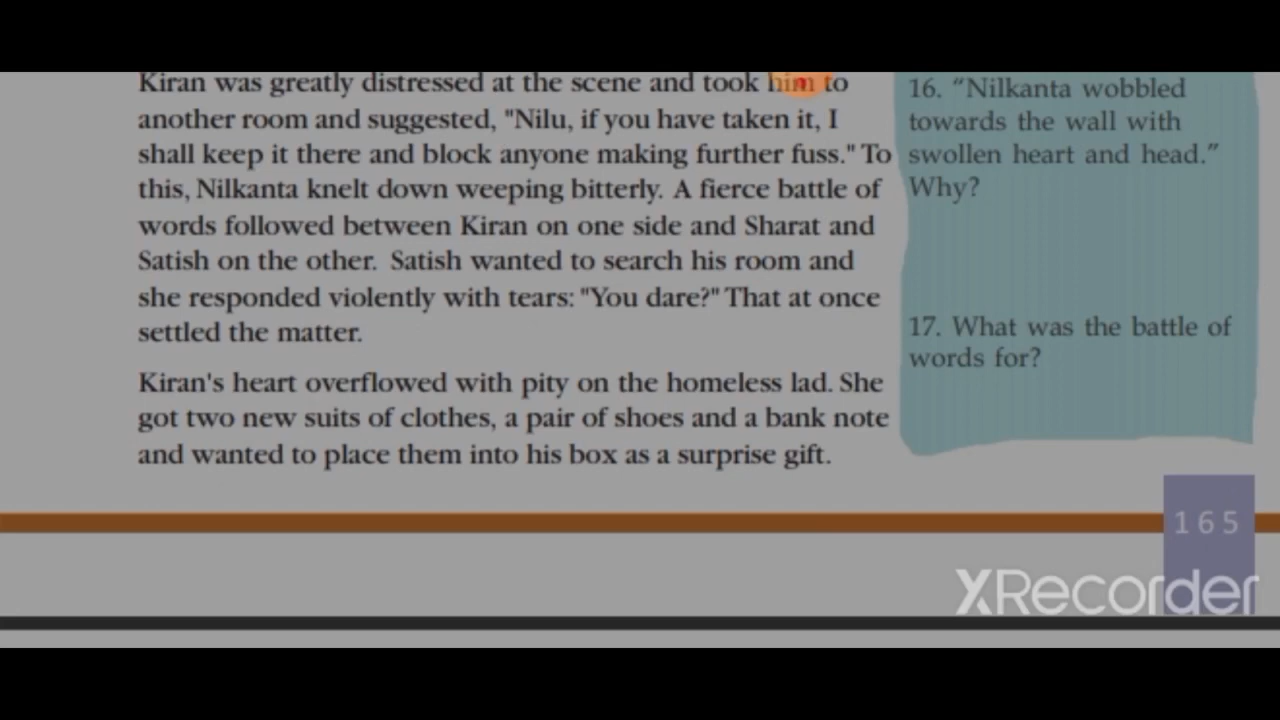 Kiran was greatly distressed at the scene and took him to
another room and suggested, "Nilu, if you have taken it, I
shall keep it there and block anyone making further fuss." To
this, Nilkanta knelt down weeping bitterly. A fierce battle of
words followed between Kiran on one side and Sharat and
Satish on the other. Satish wanted to search his room and
she responded violently with tears: "You dare?" That at once
settled the matter.
Kiran's heart overflowed with pity on the homeless lad. She
got two new suits of clothes, a pair of shoes and a bank note
and wanted to place them into his box as a surprise gift.
16. “Nilkanta wobbled
towards the wall with
swollen heart and head.”
Why?
17. What was the battle of
words for?
165
XRecorder